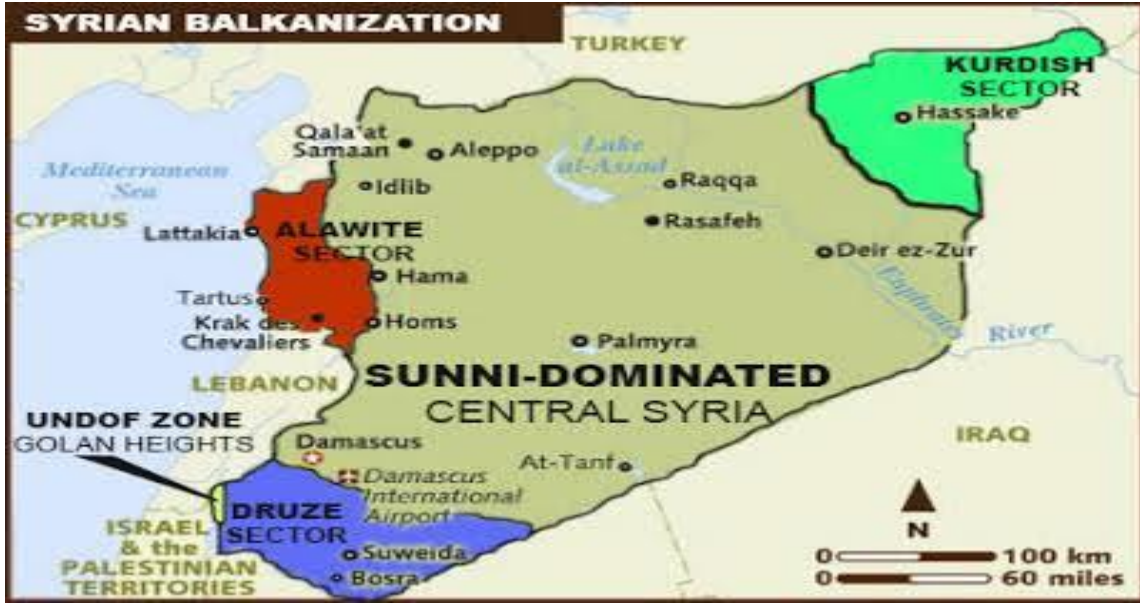 SYRIAN BALKANIZATION
TURKEY
KURDISH
SECTOR
Hassake
Qala'at
Samaan
Aleppo
Lake
al-Assad
Mediterranean
Sea
Idlib
Raqqa
CYPRUS
Rasafeh
Lattakia
ALAWITE
SECTOR
Deir ez-Zur
Hama
Euphrates
River
Tartus
Krak des
Chevaliers
Homs
Palmyra
LEBANON
SUNNI-DOMINATED
CENTRAL SYRIA
UNDOF ZONE
GOLAN HEIGHTS
Damascus
IRAQ
At-Tanf
Damascus
International
Airport
DRUZE
SECTOR
ISRAEL
& the
PALESTINIAN
TERRITORIES
Suweida
Bosra
N
0 100 km
0 60 miles